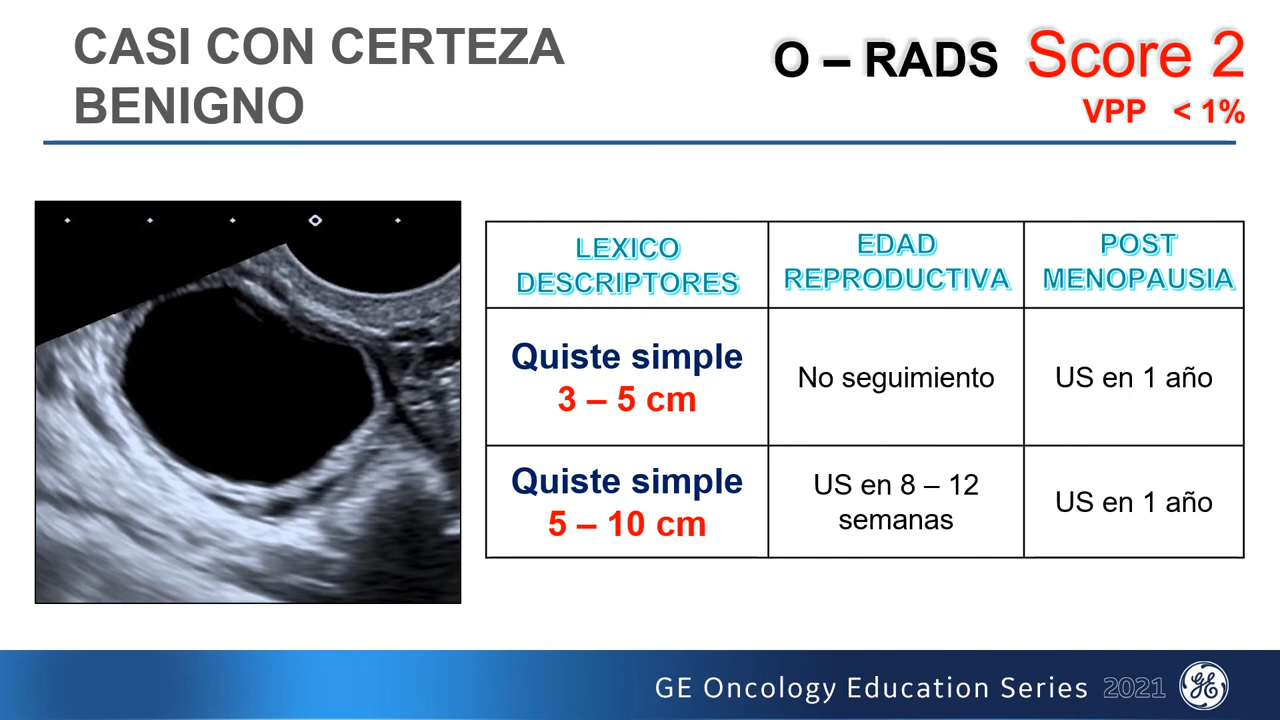 CASI CON CERTEZA
BENIGNO
O – RADS Score 2
VPP < 1%
LEXICO
DESCRIPTORES
EDAD
REPRODUCTIVA
POST
MENOPAUSIA
Quiste simple
3 – 5 cm
No seguimiento
US en 1 año
Quiste simple
5 – 10 cm
US en 8 – 12
semanas
US en 1 año
GE Oncology Education Series 2021
GE